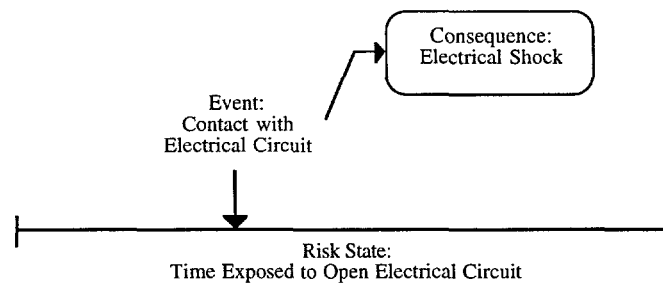 Consequence:
Electrical Shock
Event:
Contact with
Electrical Circuit
Risk State:
Time Exposed to Open Electrical Circuit